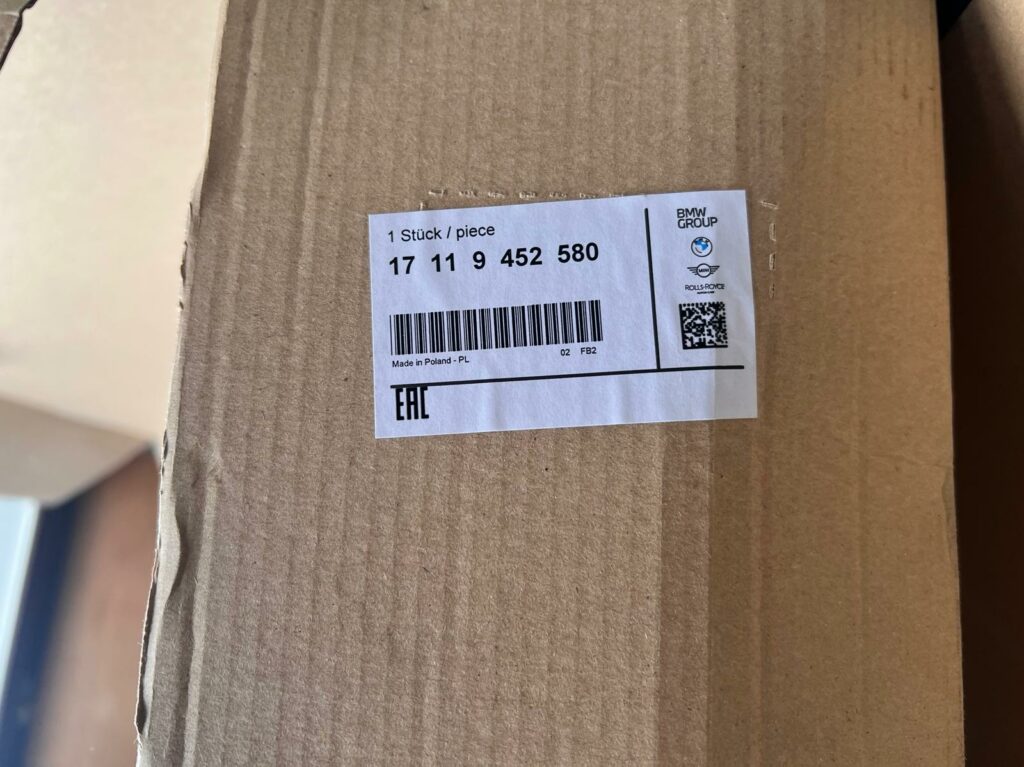 1 Stück / piece
17 11 9 452 580
Made in Poland - PL
02 FB2
EAC
BMW
GROUP
MINI
ROLLS-ROYCE